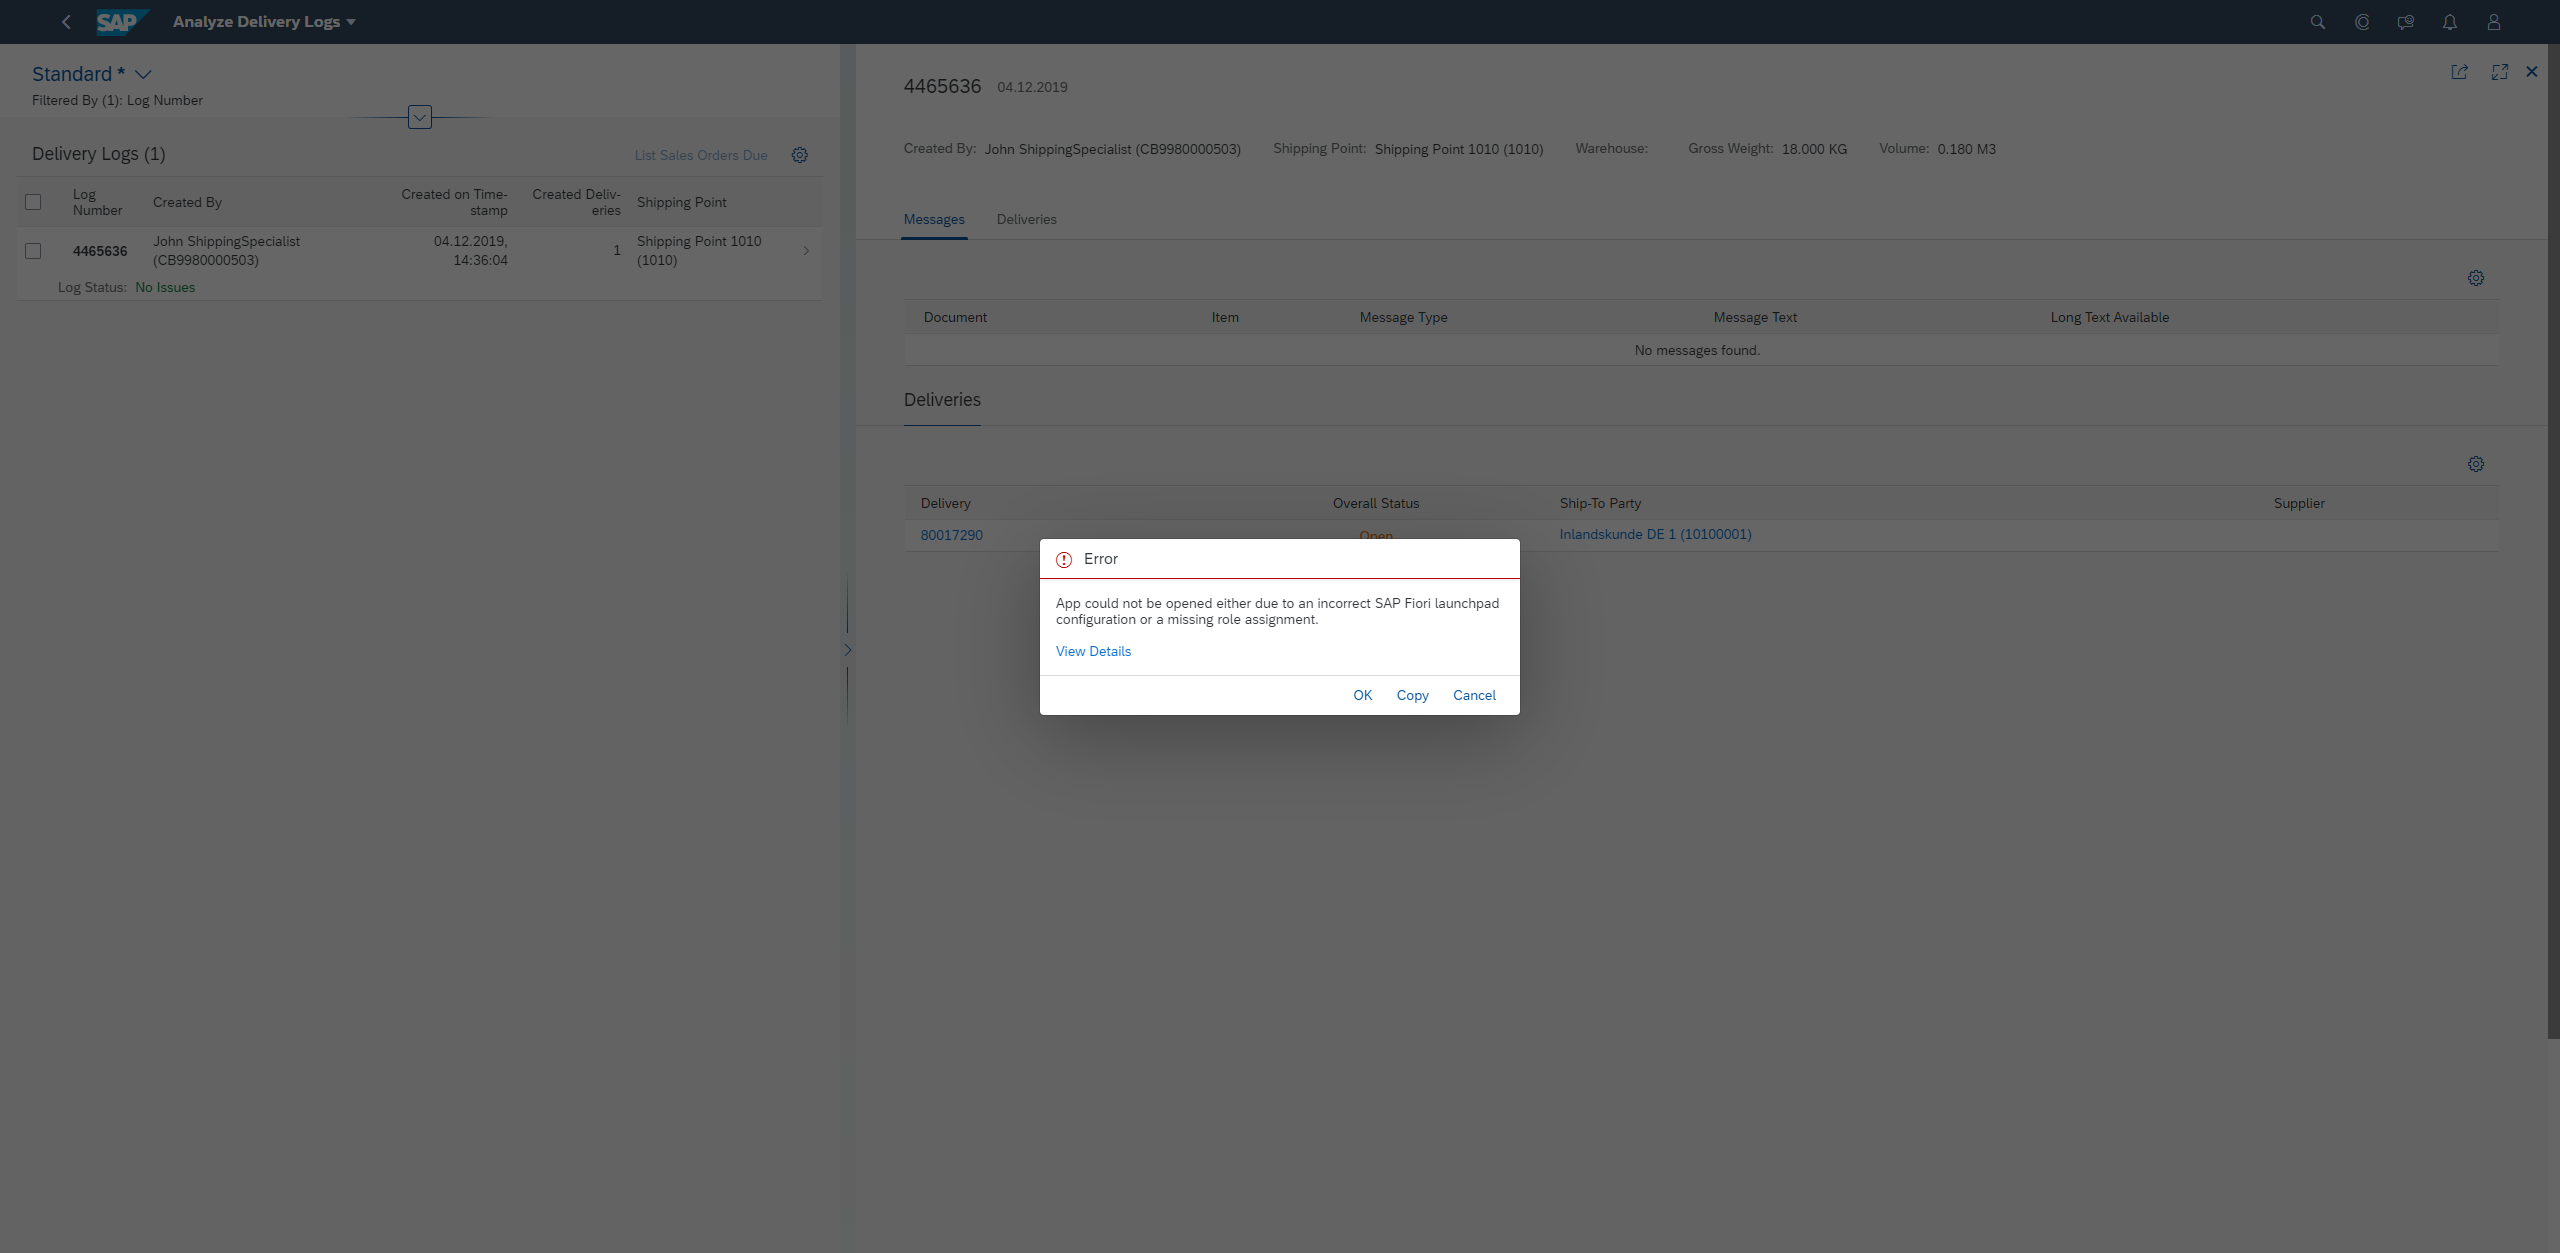 SAP
Analyze Delivery Logs
Standard *
Filtered By (1): Log Number
Delivery Logs (1)
List Sales Orders Due
Log Number
Created By
Created on Time-stamp
Created Deliv-eries
Shipping Point
4465636
John ShippingSpecialist (CB9980000503)
04.12.2019, 14:36:04
1
Shipping Point 1010 (1010)
Log Status: No Issues
4465636 04.12.2019
Created By: John ShippingSpecialist (CB9980000503) Shipping Point: Shipping Point 1010 (1010) Warehouse: Gross Weight: 18.000 KG Volume: 0.180 M3
Messages Deliveries
Document Item Message Type Message Text Long Text Available
No messages found.
Deliveries
Delivery Overall Status Ship-To Party Supplier
80017290 Open Inlandskunde DE 1 (10100001)
Error
App could not be opened either due to an incorrect SAP Fiori launchpad
configuration or a missing role assignment.
View Details
OK Copy Cancel